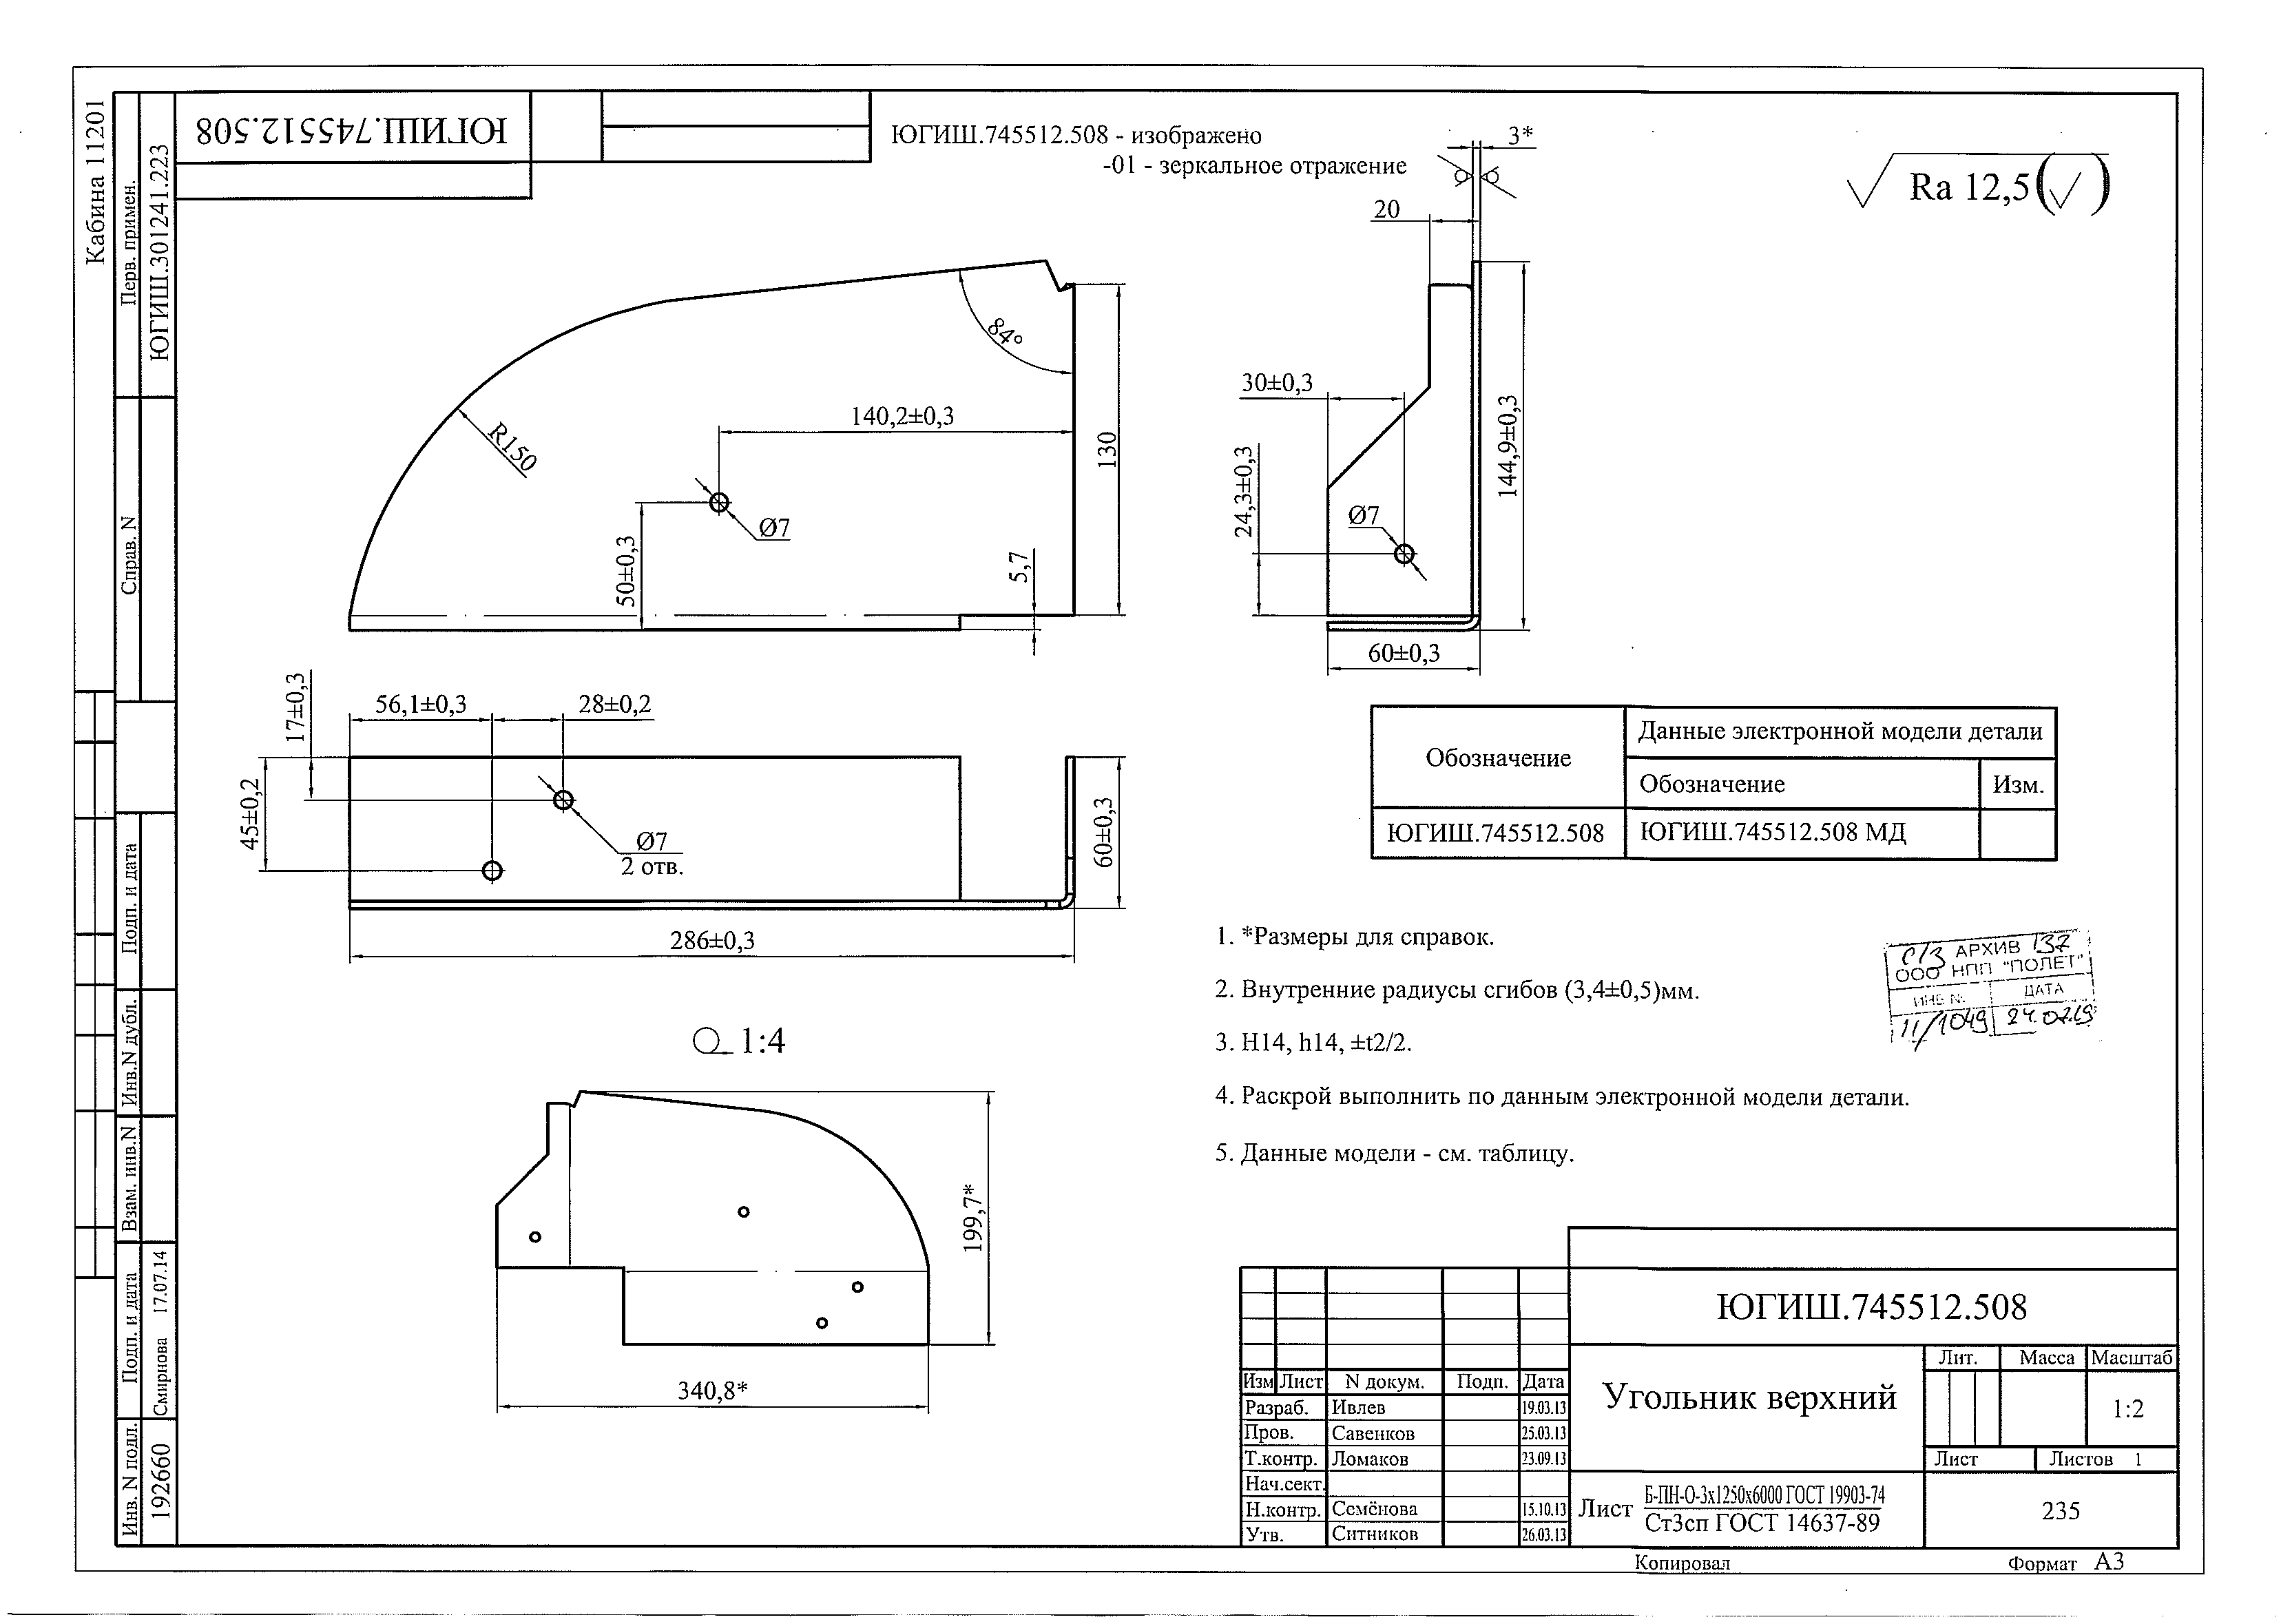 Кабина 11201
Перв. примен.
ЮГИШ.301241.223
Справ. N
Подп. и дата
Инв.N дубл.
Взам. инв.N
Подп. и дата
Смирнова 17.07.14
Инв. N подл.
192660
ЮГИШ.745512.508
ЮГИШ.745512.508 - изображено
-01 - зеркальное отражение
3*
Ra 12,5
20
84°
R150
140,2±0,3
130
Ø7
50±0,3
5,7
30±0,3
24,3±0,3
Ø7
144,9±0,3
60±0,3
17±0,3
56,1±0,3
28±0,2
45±0,2
Ø7
2 отв.
60±0,3
286±0,3
Обозначение
Данные электронной модели детали
Обозначение Изм.
ЮГИШ.745512.508 ЮГИШ.745512.508 МД
1. *Размеры для справок.
2. Внутренние радиусы сгибов (3,4±0,5)мм.
3. H14, h14, ±t2/2.
4. Раскрой выполнить по данным электронной модели детали.
5. Данные модели - см. таблицу.
С/З АРХИВ 137
ООО НПП "ПОЛЕТ"
ИНВ № ДАТА
11/1049 24.02.19
1:4
199,7*
340,8*
ЮГИШ.745512.508
Угольник верхний
Лит. Масса Масштаб
1:2
Лист Листов 1
Изм Лист N докум. Подп. Дата
Разраб. Ивлев 19.03.13
Пров. Савенков 25.03.13
Т.контр. Ломаков 23.09.13
Нач.сект.
Н.контр. Семёнова 15.10.13
Утв. Ситников 26.03.13
Лист Б-ПН-О-3х1250х6000 ГОСТ 19903-74
Ст3сп ГОСТ 14637-89
235
Копировал
Формат А3